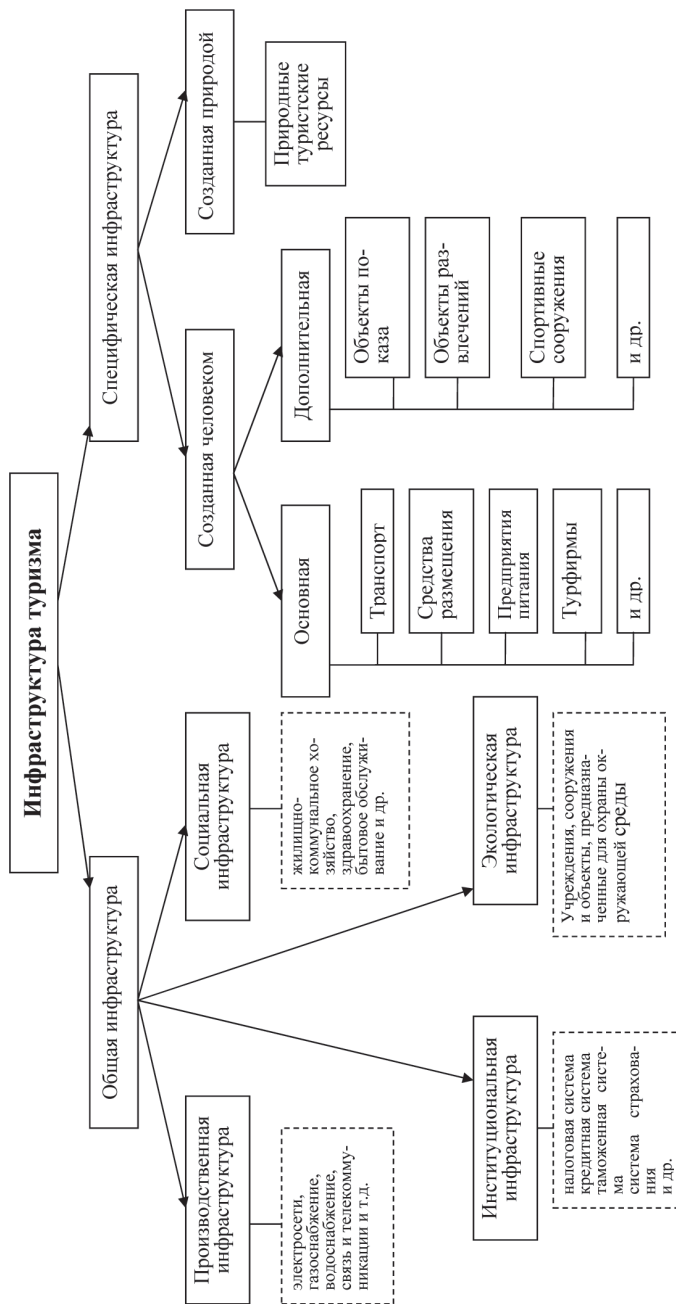 Инфраструктура туризма
Общая инфраструктура
Специфическая инфраструктура
Производственная
инфраструктура
электросети,
газоснабжение,
водоснабжение,
связь и телекомму-
никации и т.д.
Социальная
инфраструктура
жилищно-
коммунальное хо-
зяйство,
здравоохранение,
бытовое обслужи-
вание и др.
Институциональная
инфраструктура
налоговая система
кредитная система
таможенная систе-
ма
система страхова-
ния
и др.
Экологическая
инфраструктура
Учреждения, сооружения
и объекты, предназна-
ченные для охраны ок-
ружающей среды
Созданная человеком
Созданная природой
Основная
Транспорт
Средства
размещения
Предприятия
питания
Турфирмы
и др.
Дополнительная
Объекты по-
каза
Объекты раз-
влечений
Спортивные
сооружения
и др.
Природные
туристские
ресурсы